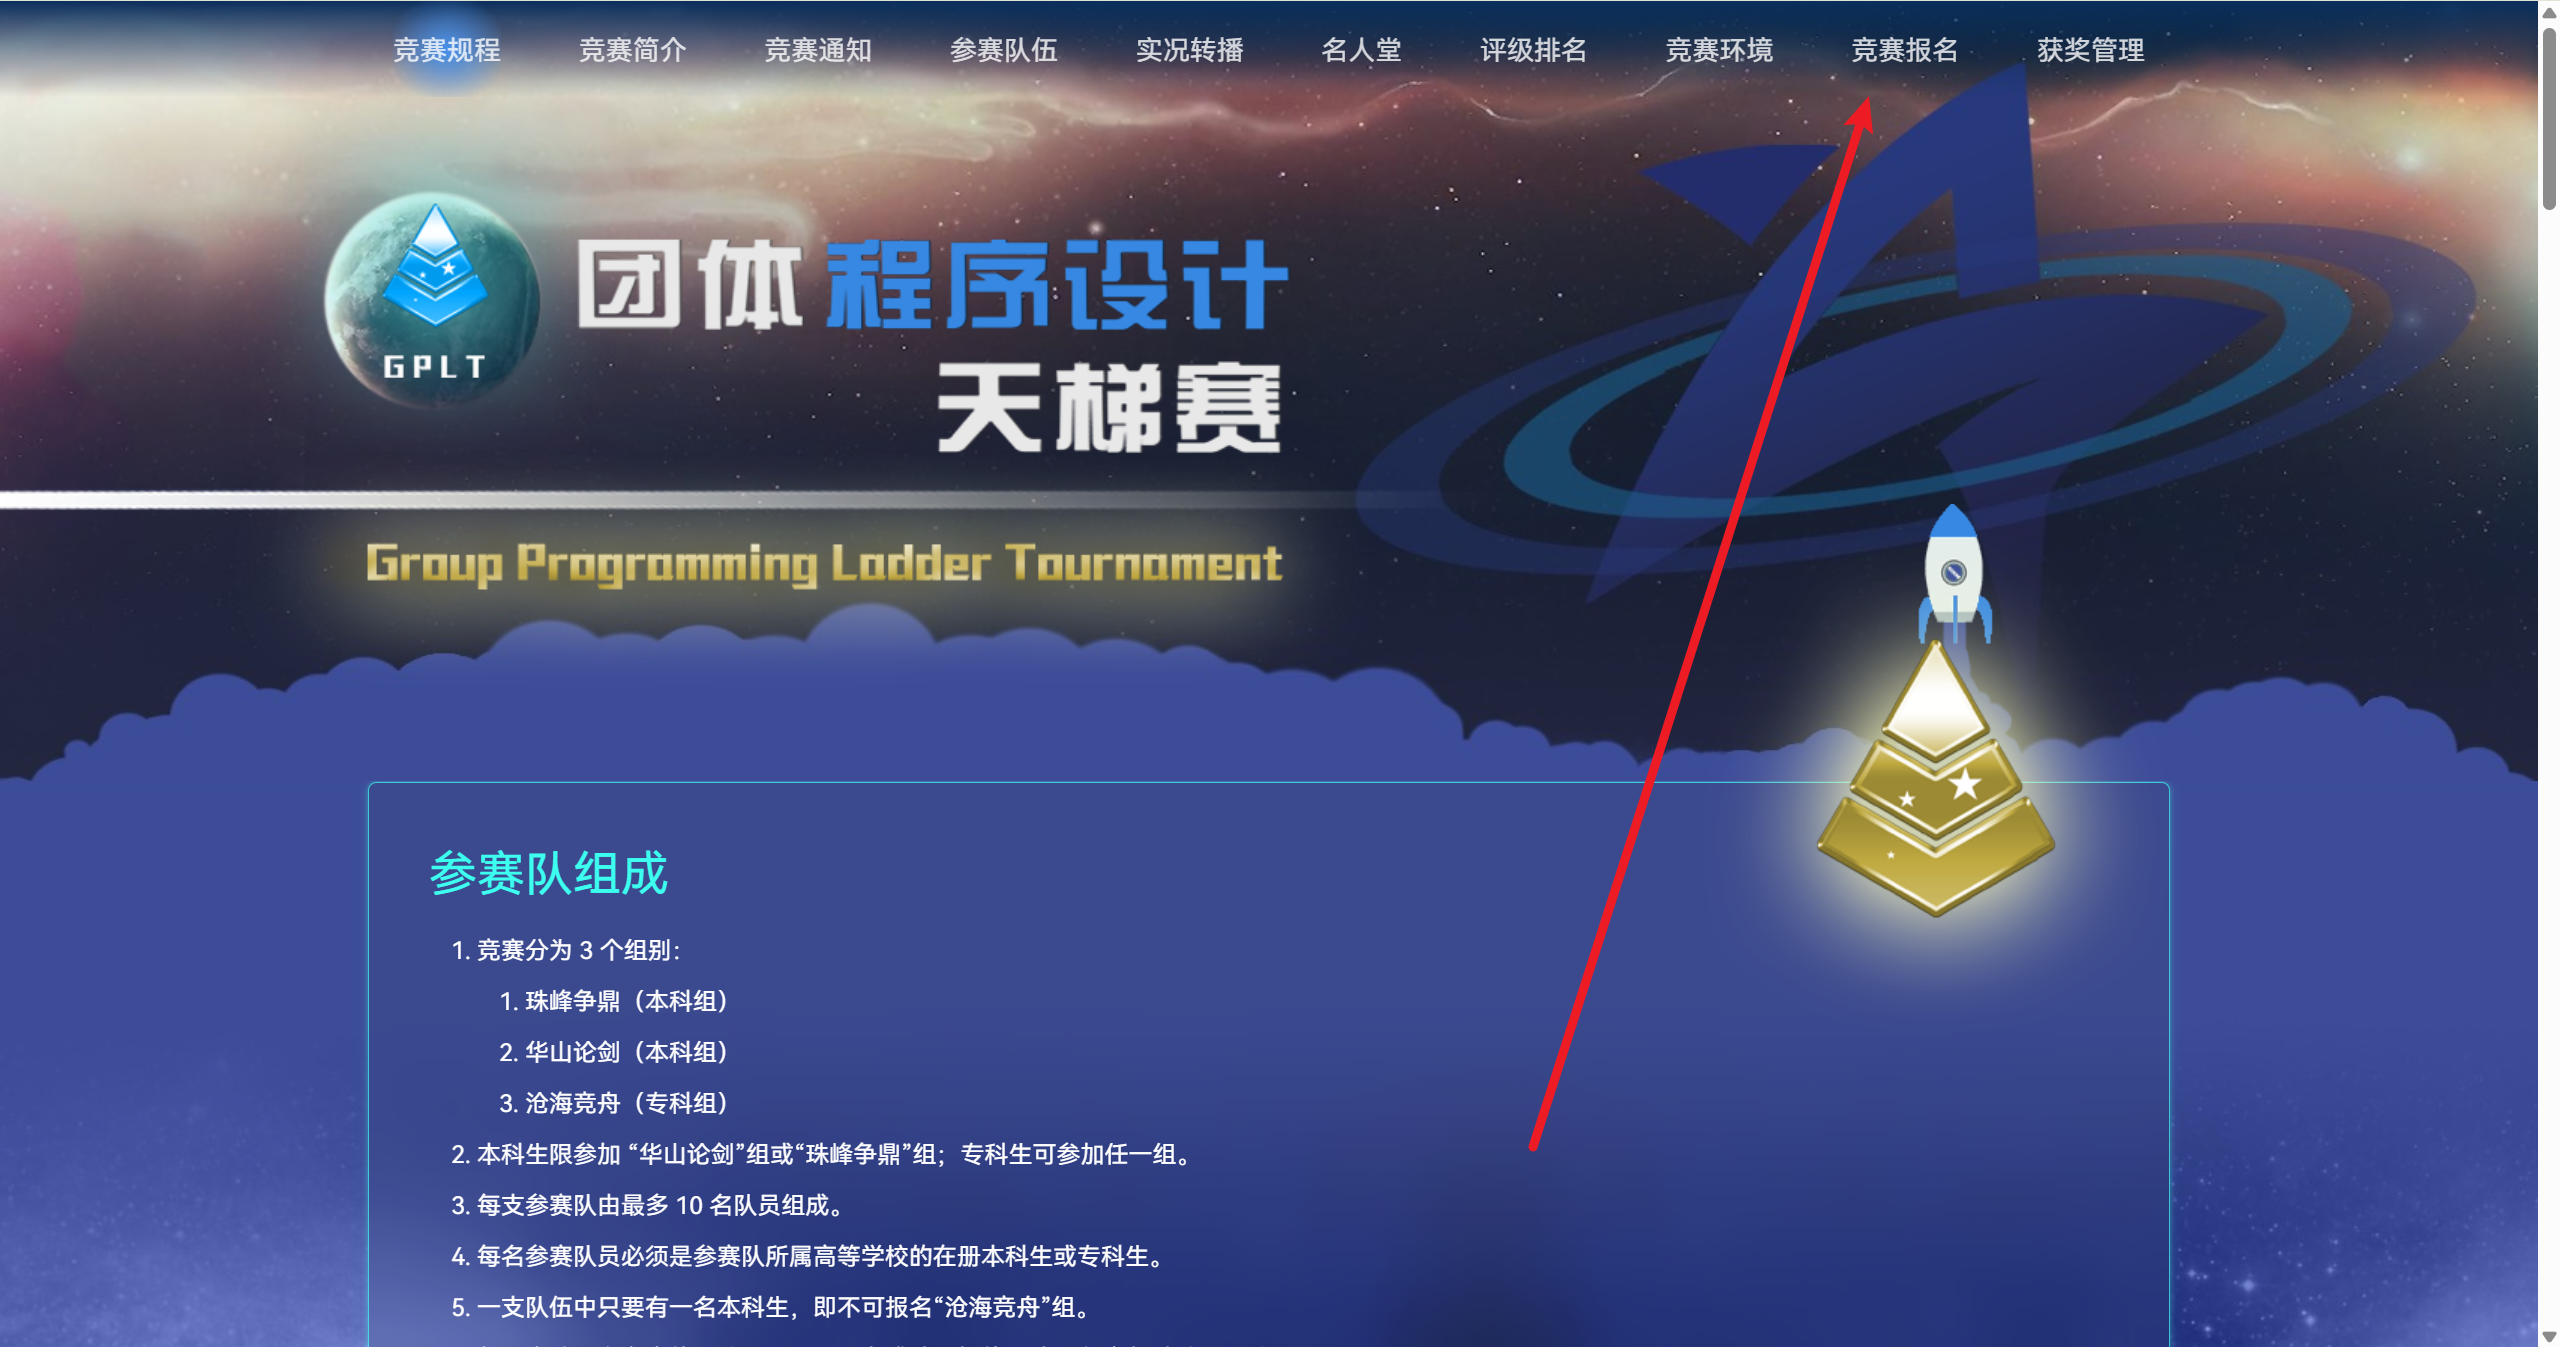 竞赛规程 竞赛简介 竞赛通知 参赛队伍 实况转播 名人堂 评级排名 竞赛环境 竞赛报名 获奖管理
GPLT
团体程序设计
天梯赛
Group Programming Ladder Tournament
参赛队组成
1. 竞赛分为 3 个组别：
1. 珠峰争鼎（本科组）
2. 华山论剑（本科组）
3. 沧海竞舟（专科组）
2. 本科生限参加 “华山论剑”组或“珠峰争鼎”组；专科生可参加任一组。
3. 每支参赛队由最多 10 名队员组成。
4. 每名参赛队员必须是参赛队所属高等学校的在册本科生或专科生。
5. 一支队伍中只要有一名本科生，即不可报名“沧海竞舟”组。